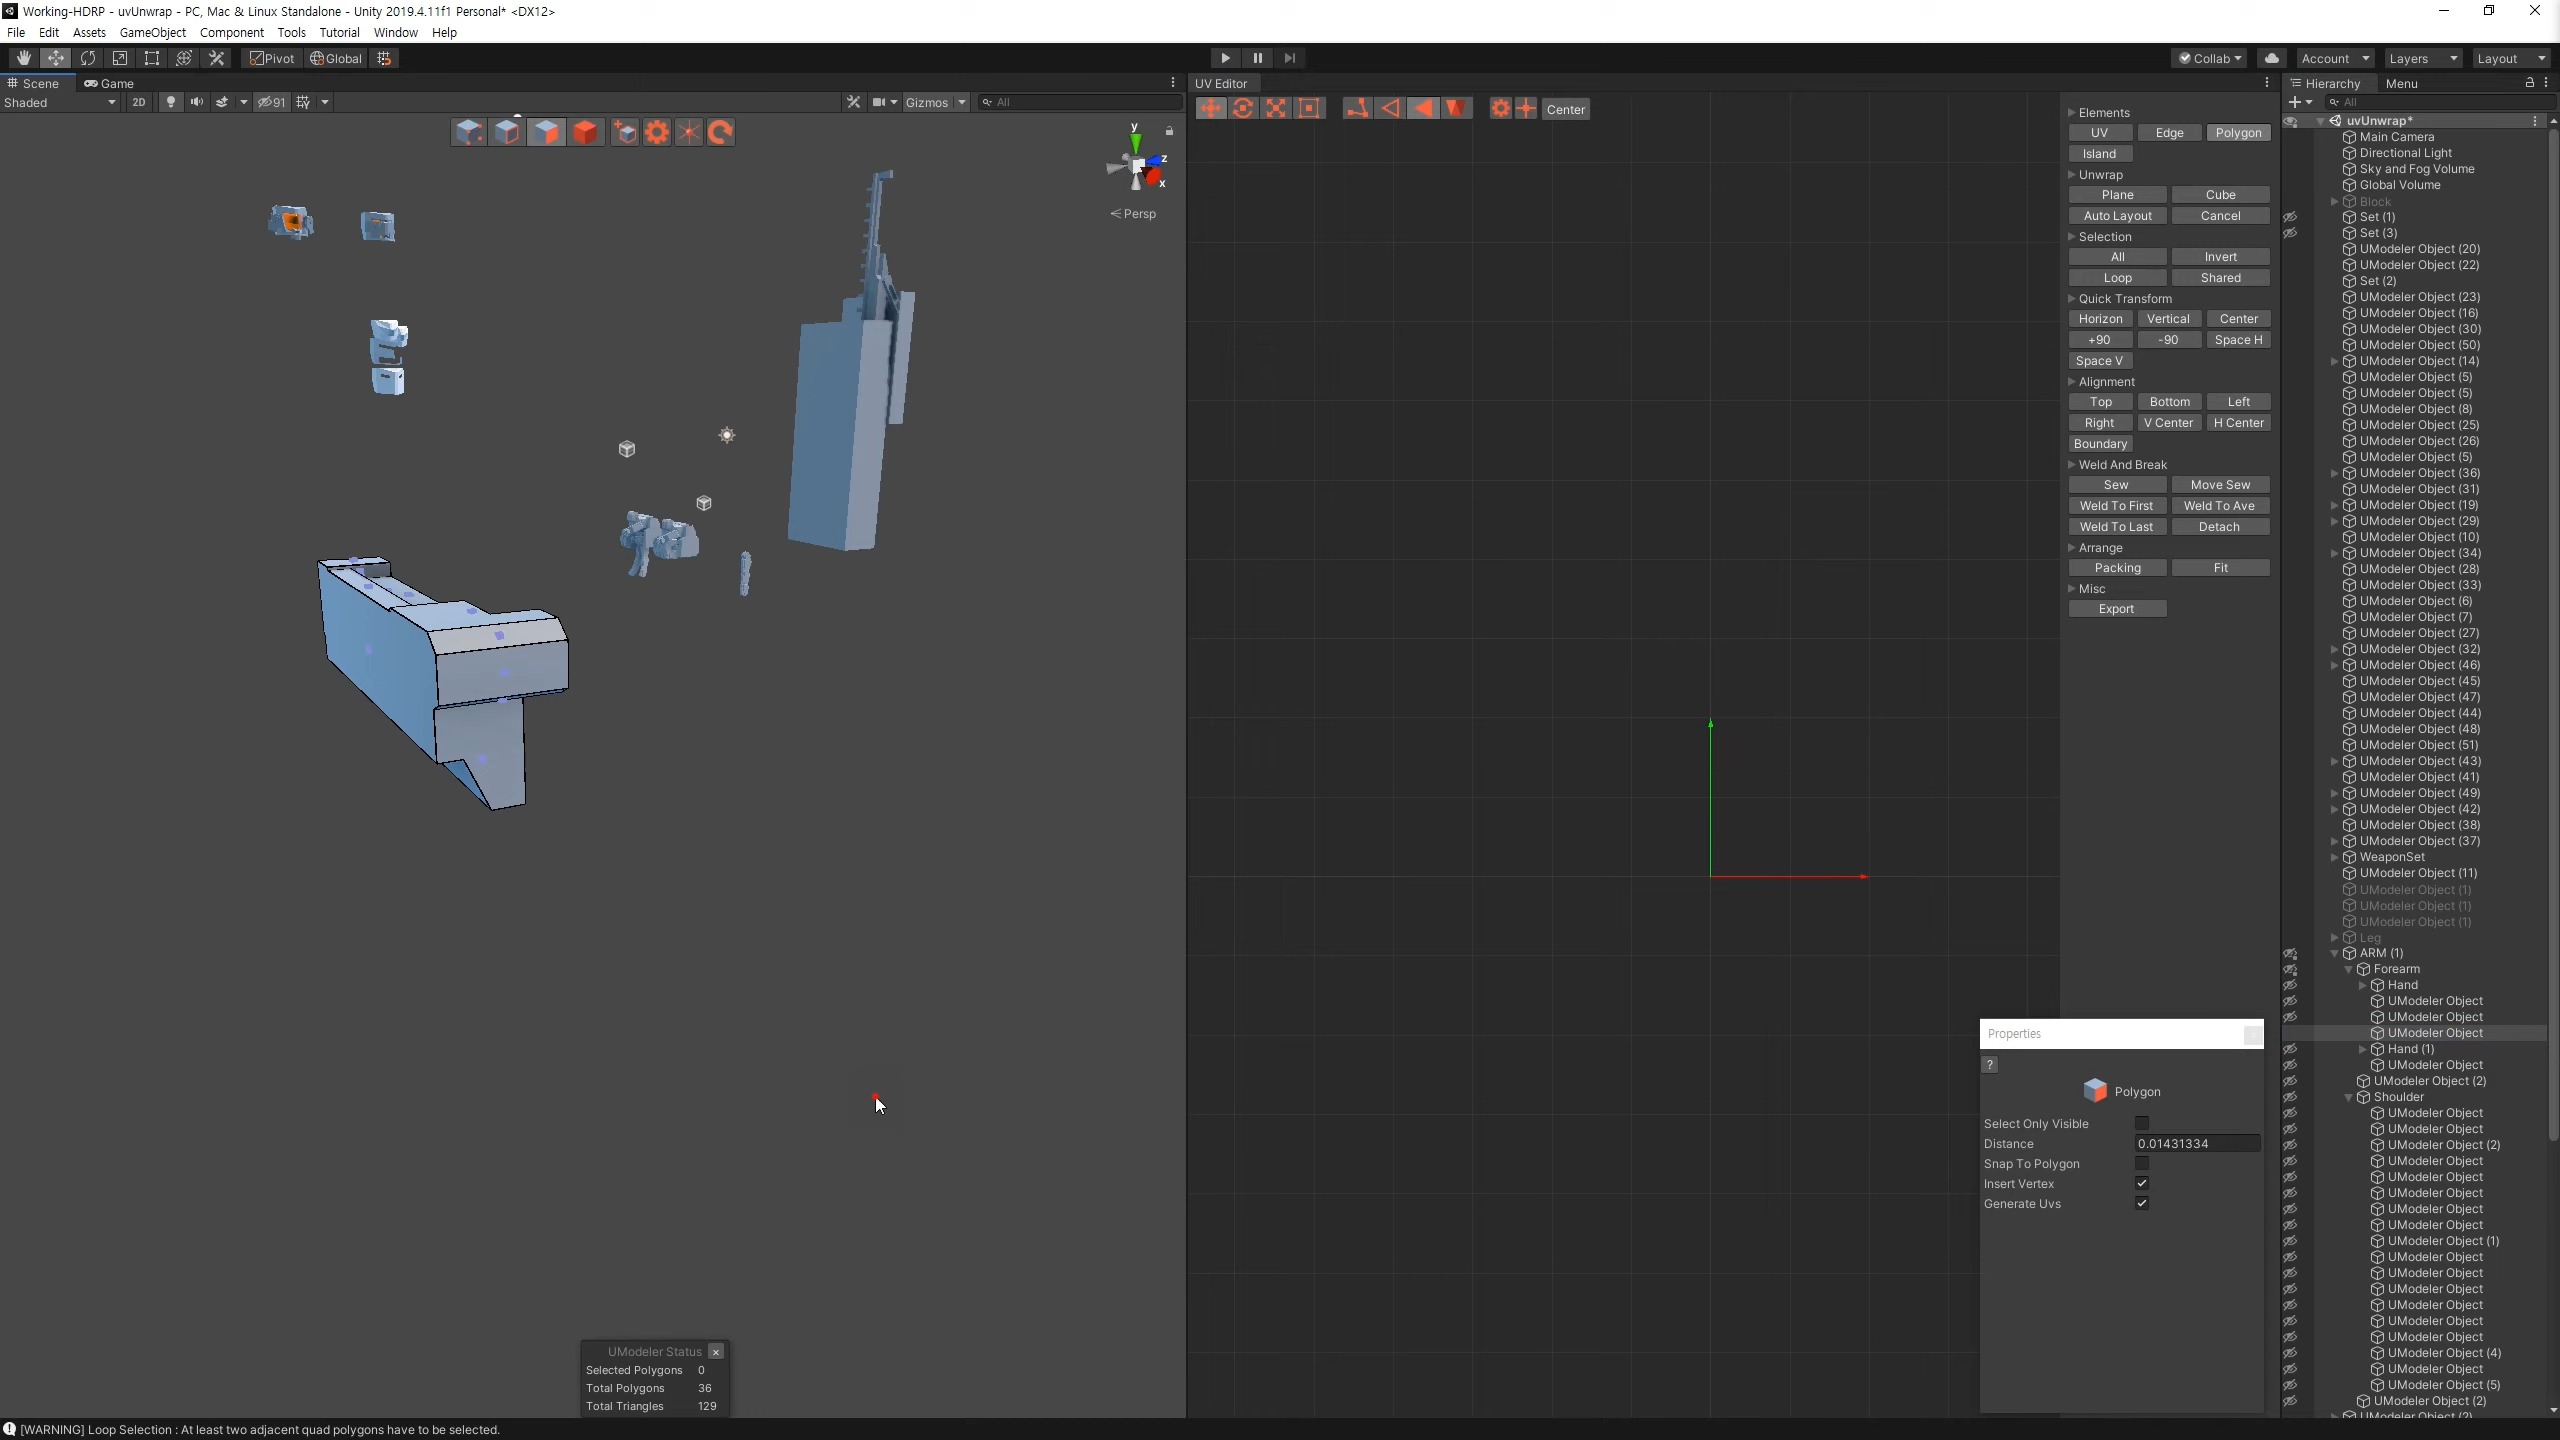 Working-HDRP - uvUnwrap - PC, Mac & Linux Standalone - Unity 2019.4.11f1 Personal* <DX12>
File Edit Assets GameObject Component Tools Tutorial Window Help
Pivot Global Collab Account Layers Layout
Scene Game
Shaded 2D 91 Gizmos All
y
z
x
Persp
UV Editor
Center
Elements
UV Edge Polygon
Island
Unwrap
Plane Cube
Auto Layout Cancel
Selection
All Invert
Loop Shared
Quick Transform
Horizon Vertical Center
+90 -90 Space H
Space V
Alignment
Top Bottom Left
Right V Center H Center
Boundary
Weld And Break
Sew Move Sew
Weld To First Weld To Ave
Weld To Last Detach
Arrange
Packing Fit
Misc
Export
Properties
?
Polygon
Select Only Visible
Distance 0.01431334
Snap To Polygon
Insert Vertex
Generate Uvs
Hierarchy Menu
All
uvUnwrap*
Main Camera
Directional Light
Sky and Fog Volume
Global Volume
Block
Set (1)
Set (3)
UModeler Object (20)
UModeler Object (22)
Set (2)
UModeler Object (23)
UModeler Object (16)
UModeler Object (30)
UModeler Object (50)
UModeler Object (14)
UModeler Object (5)
UModeler Object (5)
UModeler Object (8)
UModeler Object (25)
UModeler Object (26)
UModeler Object (5)
UModeler Object (36)
UModeler Object (31)
UModeler Object (19)
UModeler Object (29)
UModeler Object (10)
UModeler Object (34)
UModeler Object (28)
UModeler Object (33)
UModeler Object (6)
UModeler Object (7)
UModeler Object (27)
UModeler Object (32)
UModeler Object (46)
UModeler Object (45)
UModeler Object (47)
UModeler Object (44)
UModeler Object (48)
UModeler Object (51)
UModeler Object (43)
UModeler Object (41)
UModeler Object (49)
UModeler Object (42)
UModeler Object (38)
UModeler Object (37)
WeaponSet
UModeler Object (11)
UModeler Object (1)
UModeler Object (1)
UModeler Object (1)
Leg
ARM (1)
Forearm
Hand
UModeler Object
UModeler Object
UModeler Object
Hand (1)
UModeler Object
UModeler Object (2)
Shoulder
UModeler Object
UModeler Object
UModeler Object (2)
UModeler Object
UModeler Object
UModeler Object
UModeler Object
UModeler Object
UModeler Object (1)
UModeler Object
UModeler Object
UModeler Object
UModeler Object
UModeler Object
UModeler Object
UModeler Object (4)
UModeler Object
UModeler Object (5)
UModeler Object (2)
UModeler Object (2)
UModeler Status
Selected Polygons 0
Total Polygons 36
Total Triangles 129
[WARNING] Loop Selection : At least two adjacent quad polygons have to be selected.